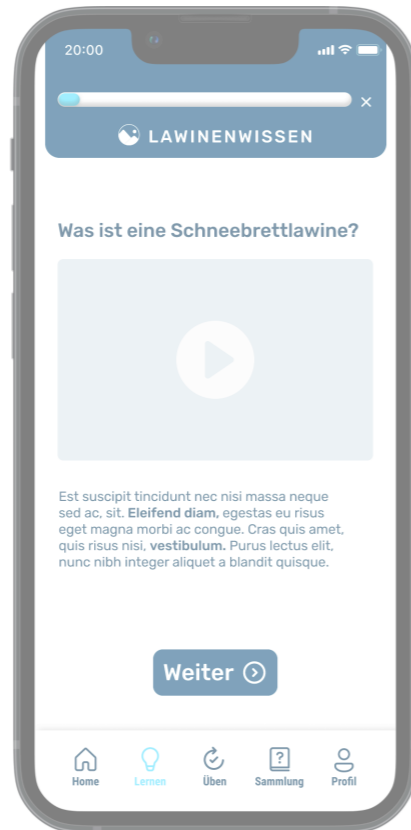 20:00
LAWINENWISSEN
Was ist eine Schneebrettlawine?
Est suscipit tincidunt nec nisi massa neque
sed ac, sit. Eleifend diam, egestas eu risus
eget magna morbi ac congue. Cras quis amet,
quis risus nisi, vestibulum. Purus lectus elit,
nunc nibh integer aliquet a blandit quisque.
Weiter
Home Lernen Üben Sammlung Profil